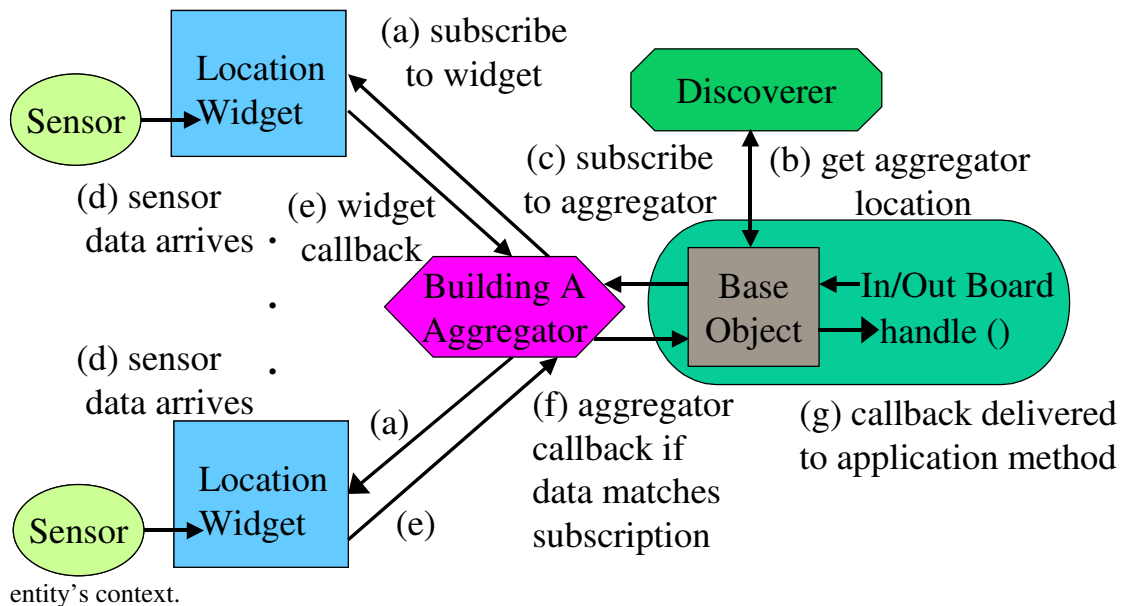 (a) subscribe
to widget
Location
Widget
Sensor
Discoverer
(c) subscribe
to aggregator
(b) get aggregator
location
(d) sensor
data arrives
(e) widget
callback
Building A
Aggregator
Base
Object
In/Out Board
handle ()
(d) sensor
data arrives
(a)
(e)
(f) aggregator
callback if
data matches
subscription
(g) callback delivered
to application method
Location
Widget
Sensor
entity's context.